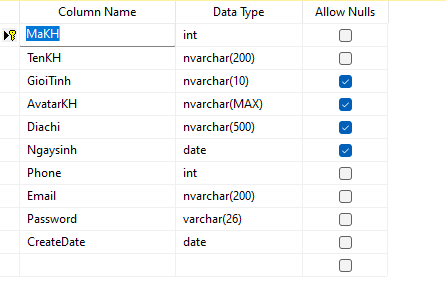 Column Name Data Type Allow Nulls
MaKH int
TenKH nvarchar(200)
GioiTinh nvarchar(10)
AvatarKH nvarchar(MAX)
Diachi nvarchar(500)
Ngaysinh date
Phone int
Email nvarchar(200)
Password varchar(26)
CreateDate date